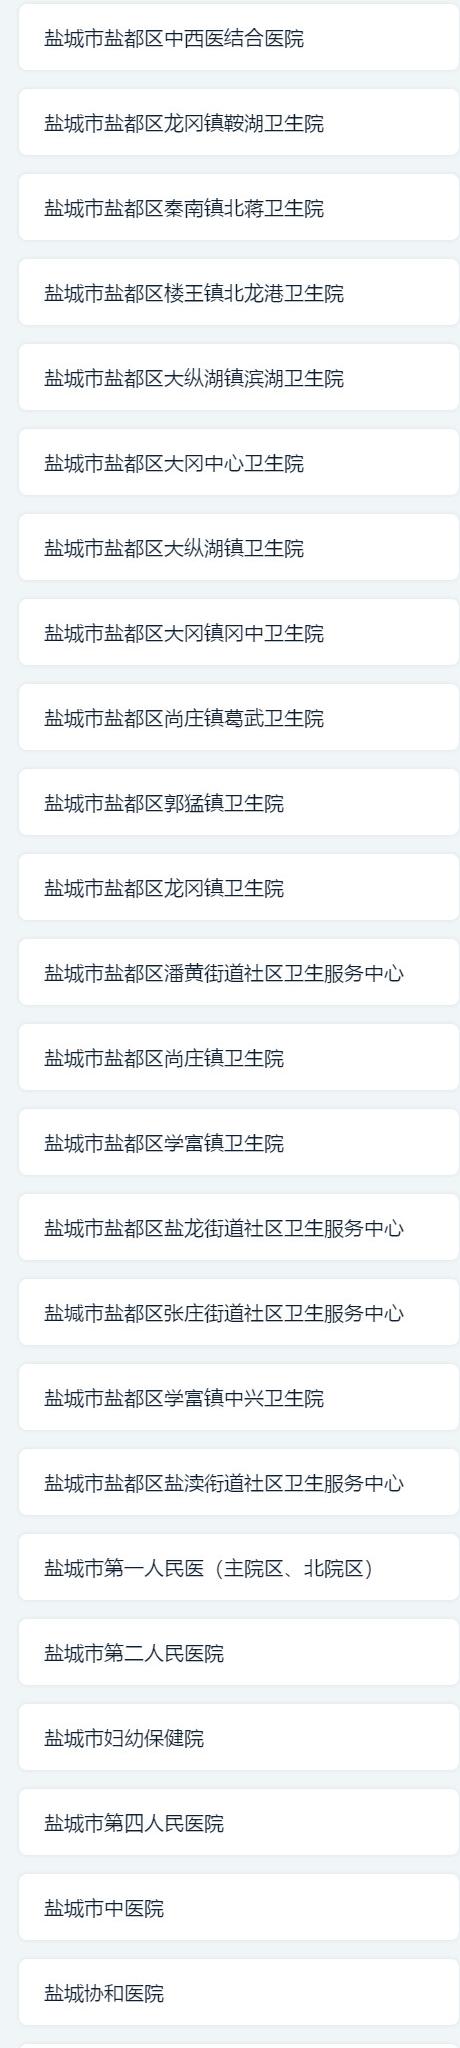 盐城市盐都区中西医结合医院
盐城市盐都区龙冈镇鞍湖卫生院
盐城市盐都区秦南镇北蒋卫生院
盐城市盐都区楼王镇北龙港卫生院
盐城市盐都区大纵湖镇滨湖卫生院
盐城市盐都区大冈中心卫生院
盐城市盐都区大纵湖镇卫生院
盐城市盐都区大冈镇冈中卫生院
盐城市盐都区尚庄镇葛武卫生院
盐城市盐都区郭猛镇卫生院
盐城市盐都区龙冈镇卫生院
盐城市盐都区潘黄街道社区卫生服务中心
盐城市盐都区尚庄镇卫生院
盐城市盐都区学富镇卫生院
盐城市盐都区盐龙街道社区卫生服务中心
盐城市盐都区张庄街道社区卫生服务中心
盐城市盐都区学富镇中兴卫生院
盐城市盐都区盐渎街道社区卫生服务中心
盐城市第一人民医（主院区、北院区）
盐城市第二人民医院
盐城市妇幼保健院
盐城市第四人民医院
盐城市中医院
盐城协和医院